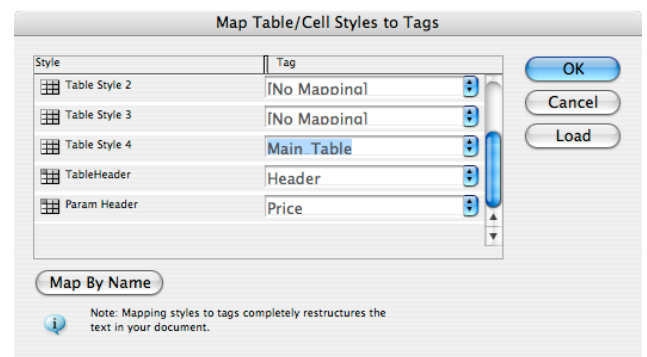 Map Table/Cell Styles to Tags
Style Tag
Table Style 2 [No Mapping]
Table Style 3 [No Mapping]
Table Style 4 Main_Table
TableHeader Header
Param Header Price
OK
Cancel
Load
Map By Name
Note: Mapping styles to tags completely restructures the
text in your document.